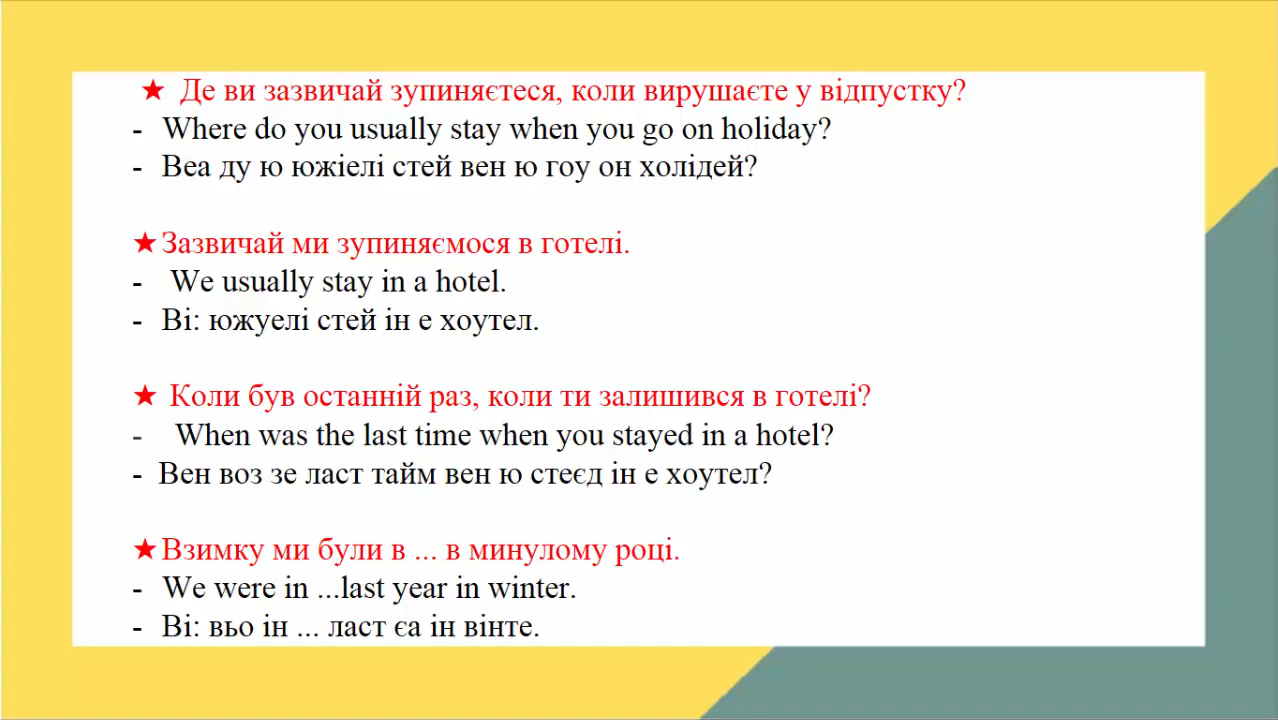 ★ Де ви зазвичай зупиняєтеся, коли вирушаєте у відпустку?
- Where do you usually stay when you go on holiday?
- Веа ду ю южіелі стей вен ю гоу он холідей?
★Зазвичай ми зупиняємося в готелі.
- We usually stay in a hotel.
- Ві: южуелі стей ін е хоутел.
★ Коли був останній раз, коли ти залишився в готелі?
- When was the last time when you stayed in a hotel?
- Вен воз зе ласт тайм вен ю стеєд ін е хоутел?
★Взимку ми були в ... в минулому році.
- We were in ...last year in winter.
- Ві: вьо ін ... ласт єа ін вінте.